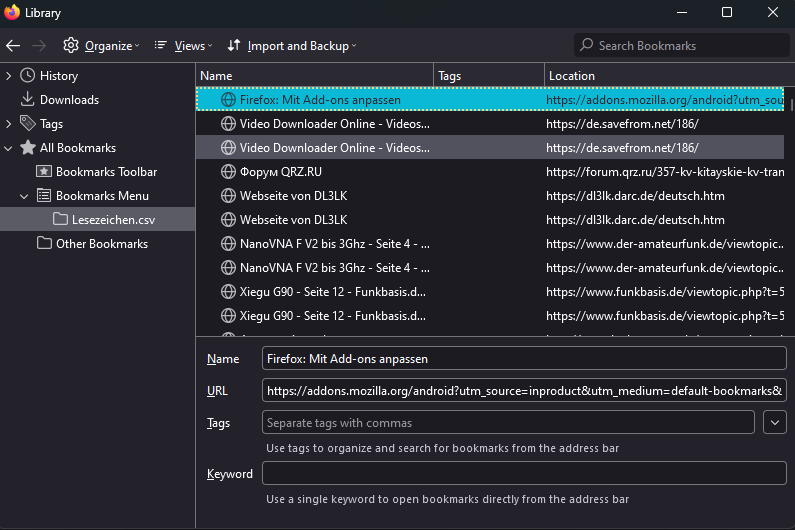 Library
Organize Views Import and Backup Search Bookmarks
History
Downloads
Tags
All Bookmarks
Bookmarks Toolbar
Bookmarks Menu
Lesezeichen.csv
Other Bookmarks
Name Tags Location
Firefox: Mit Add-ons anpassen https://addons.mozilla.org/android?utm_sou
Video Downloader Online - Videos... https://de.savefrom.net/186/
Video Downloader Online - Videos... https://de.savefrom.net/186/
Форум QRZ.RU https://forum.qrz.ru/357-kv-kitayskie-kv-tran
Webseite von DL3LK https://dl3lk.darc.de/deutsch.htm
Webseite von DL3LK https://dl3lk.darc.de/deutsch.htm
NanoVNA F V2 bis 3Ghz - Seite 4 - ... https://www.der-amateurfunk.de/viewtopic...
NanoVNA F V2 bis 3Ghz - Seite 4 - ... https://www.der-amateurfunk.de/viewtopic...
Xiegu G90 - Seite 12 - Funkbasis.d... https://www.funkbasis.de/viewtopic.php?t=5
Xiegu G90 - Seite 12 - Funkbasis.d... https://www.funkbasis.de/viewtopic.php?t=5
Name Firefox: Mit Add-ons anpassen
URL https://addons.mozilla.org/android?utm_source=inproduct&utm_medium=default-bookmarks&
Tags Separate tags with commas
Use tags to organize and search for bookmarks from the address bar
Keyword
Use a single keyword to open bookmarks directly from the address bar